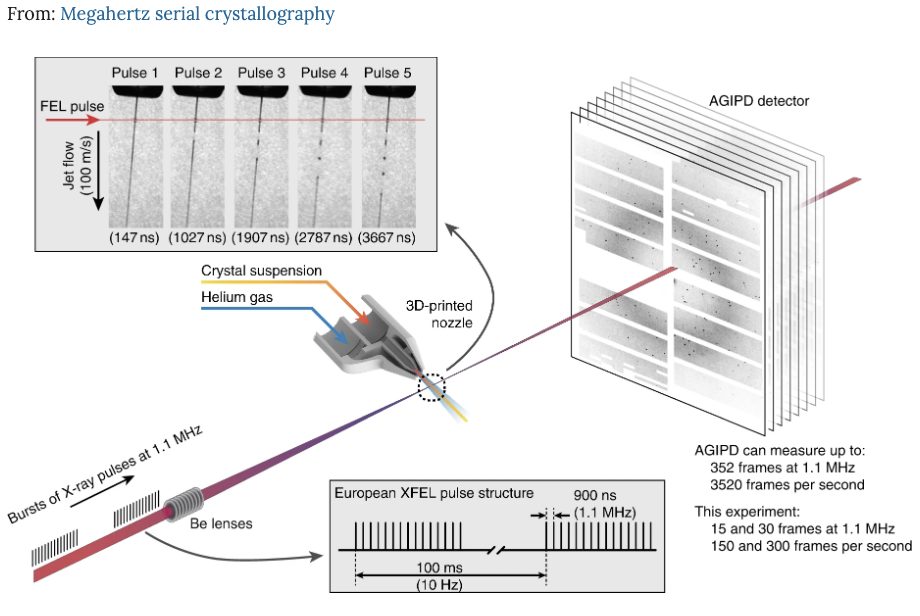 From: Megahertz serial crystallography
Pulse 1 Pulse 2 Pulse 3 Pulse 4 Pulse 5
FEL pulse
Jet flow
(100 m/s)
(147 ns) (1027 ns) (1907 ns) (2787 ns) (3667 ns)
AGIPD detector
Crystal suspension
Helium gas
3D-printed
nozzle
Bursts of X-ray pulses at 1.1 MHz
Be lenses
European XFEL pulse structure
900 ns
(1.1 MHz)
100 ms
(10 Hz)
AGIPD can measure up to:
352 frames at 1.1 MHz
3520 frames per second
This experiment:
15 and 30 frames at 1.1 MHz
150 and 300 frames per second